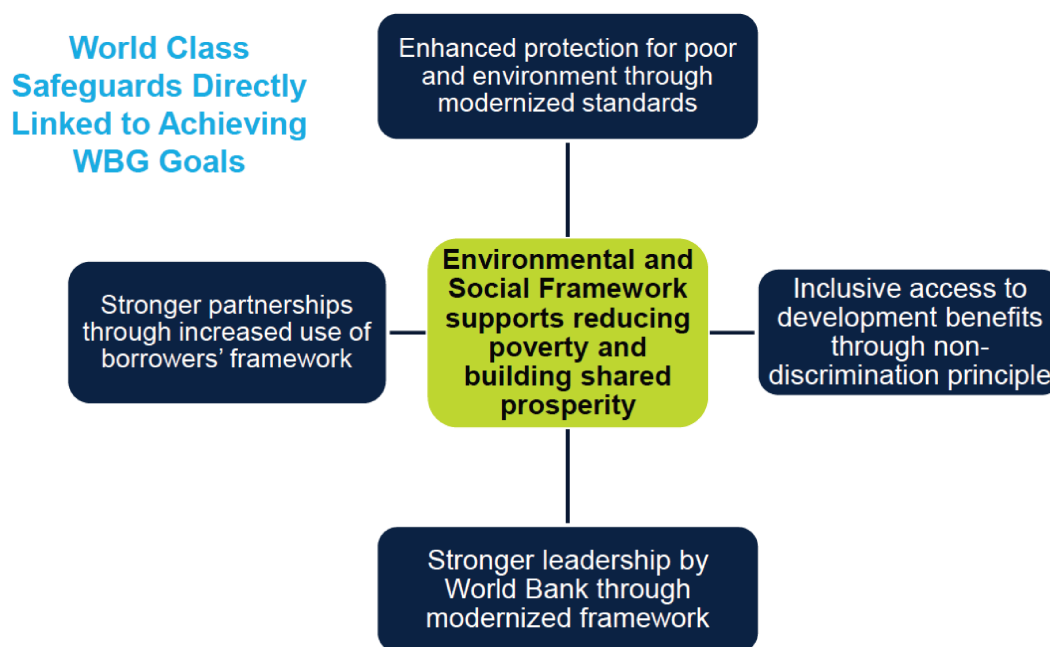 World Class
Safeguards Directly
Linked to Achieving
WBG Goals
Enhanced protection for poor
and environment through
modernized standards
Stronger partnerships
through increased use of
borrowers’ framework
Environmental and
Social Framework
supports reducing
poverty and
building shared
prosperity
Inclusive access to
development benefits
through non-
discrimination principle
Stronger leadership by
World Bank through
modernized framework